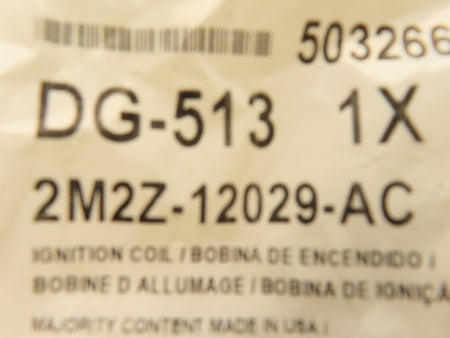 503266
DG-513 1X
2M2Z-12029-AC
IGNITION COIL / BOBINA DE ENCENDIDO /
BOBINE D ALLUMAGE / BOBINA DE IGNIÇÃ
MAJORITY CONTENT MADE IN USA /